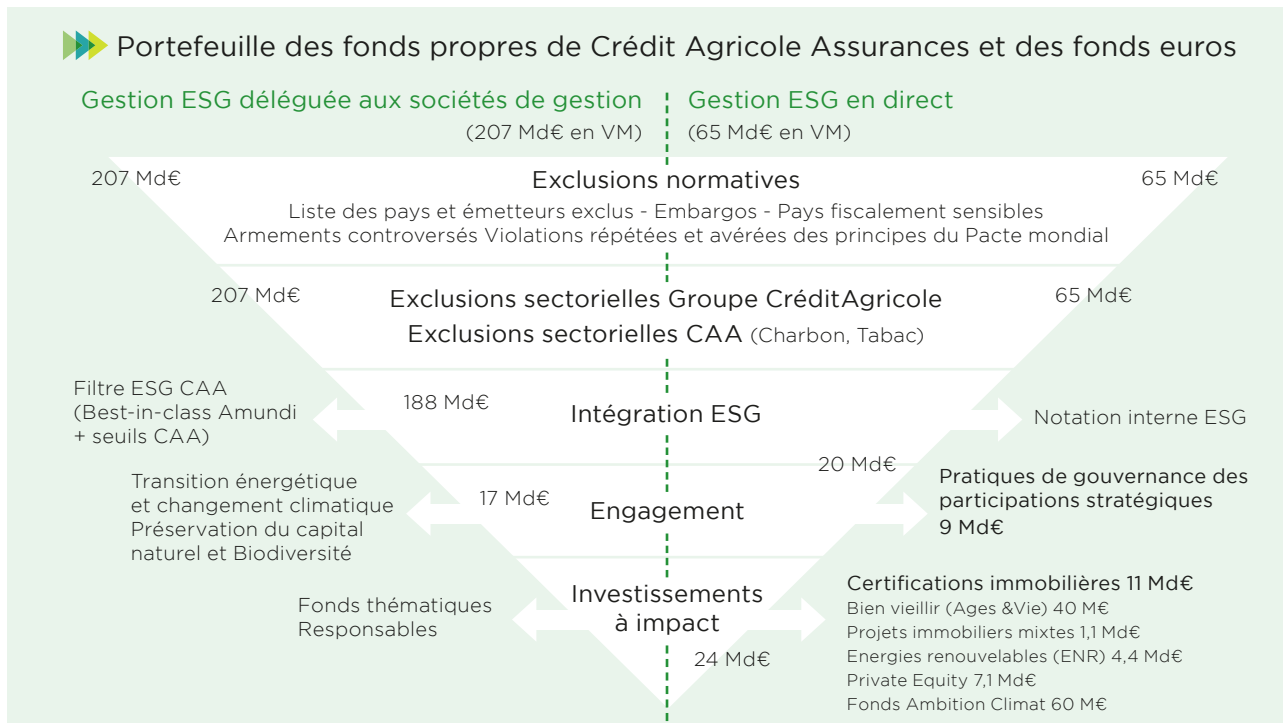 Portefeuille des fonds propres de Crédit Agricole Assurances et des fonds euros
Gestion ESG déléguée aux sociétés de gestion
(207 Md€ en VM)
Gestion ESG en direct
(65 Md€ en VM)
207 Md€
Exclusions normatives
65 Md€
Liste des pays et émetteurs exclus - Embargos - Pays fiscalement sensibles
Armements controversés Violations répétées et avérées des principes du Pacte mondial
207 Md€
Exclusions sectorielles Groupe CréditAgricole
65 Md€
Exclusions sectorielles CAA (Charbon, Tabac)
Filtre ESG CAA
(Best-in-class Amundi
+ seuils CAA)
188 Md€
Intégration ESG
Notation interne ESG
20 Md€
Transition énergétique
et changement climatique
Préservation du capital
naturel et Biodiversité
17 Md€
Engagement
Pratiques de gouvernance des
participations stratégiques
9 Md€
Fonds thématiques
Responsables
Investissements
à impact
24 Md€
Certifications immobilières 11 Md€
Bien vieillir (Ages &Vie) 40 M€
Projets immobiliers mixtes 1,1 Md€
Energies renouvelables (ENR) 4,4 Md€
Private Equity 7,1 Md€
Fonds Ambition Climat 60 M€